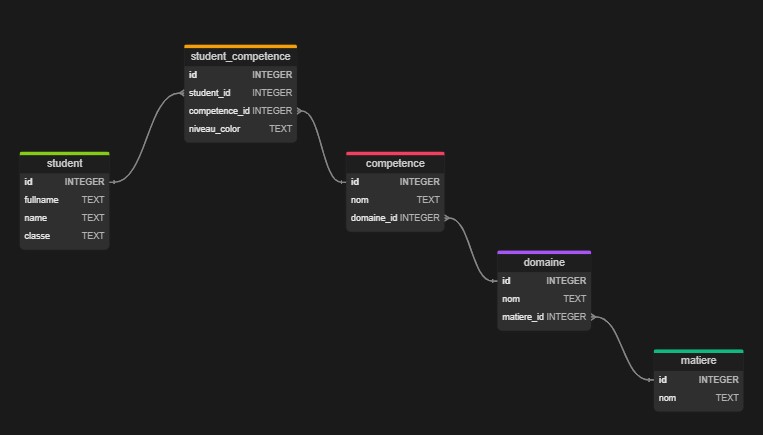 student_competence
id INTEGER
student_id INTEGER
competence_id INTEGER
niveau_color TEXT
student
id INTEGER
fullname TEXT
name TEXT
classe TEXT
competence
id INTEGER
nom TEXT
domaine_id INTEGER
domaine
id INTEGER
nom TEXT
matiere_id INTEGER
matiere
id INTEGER
nom TEXT